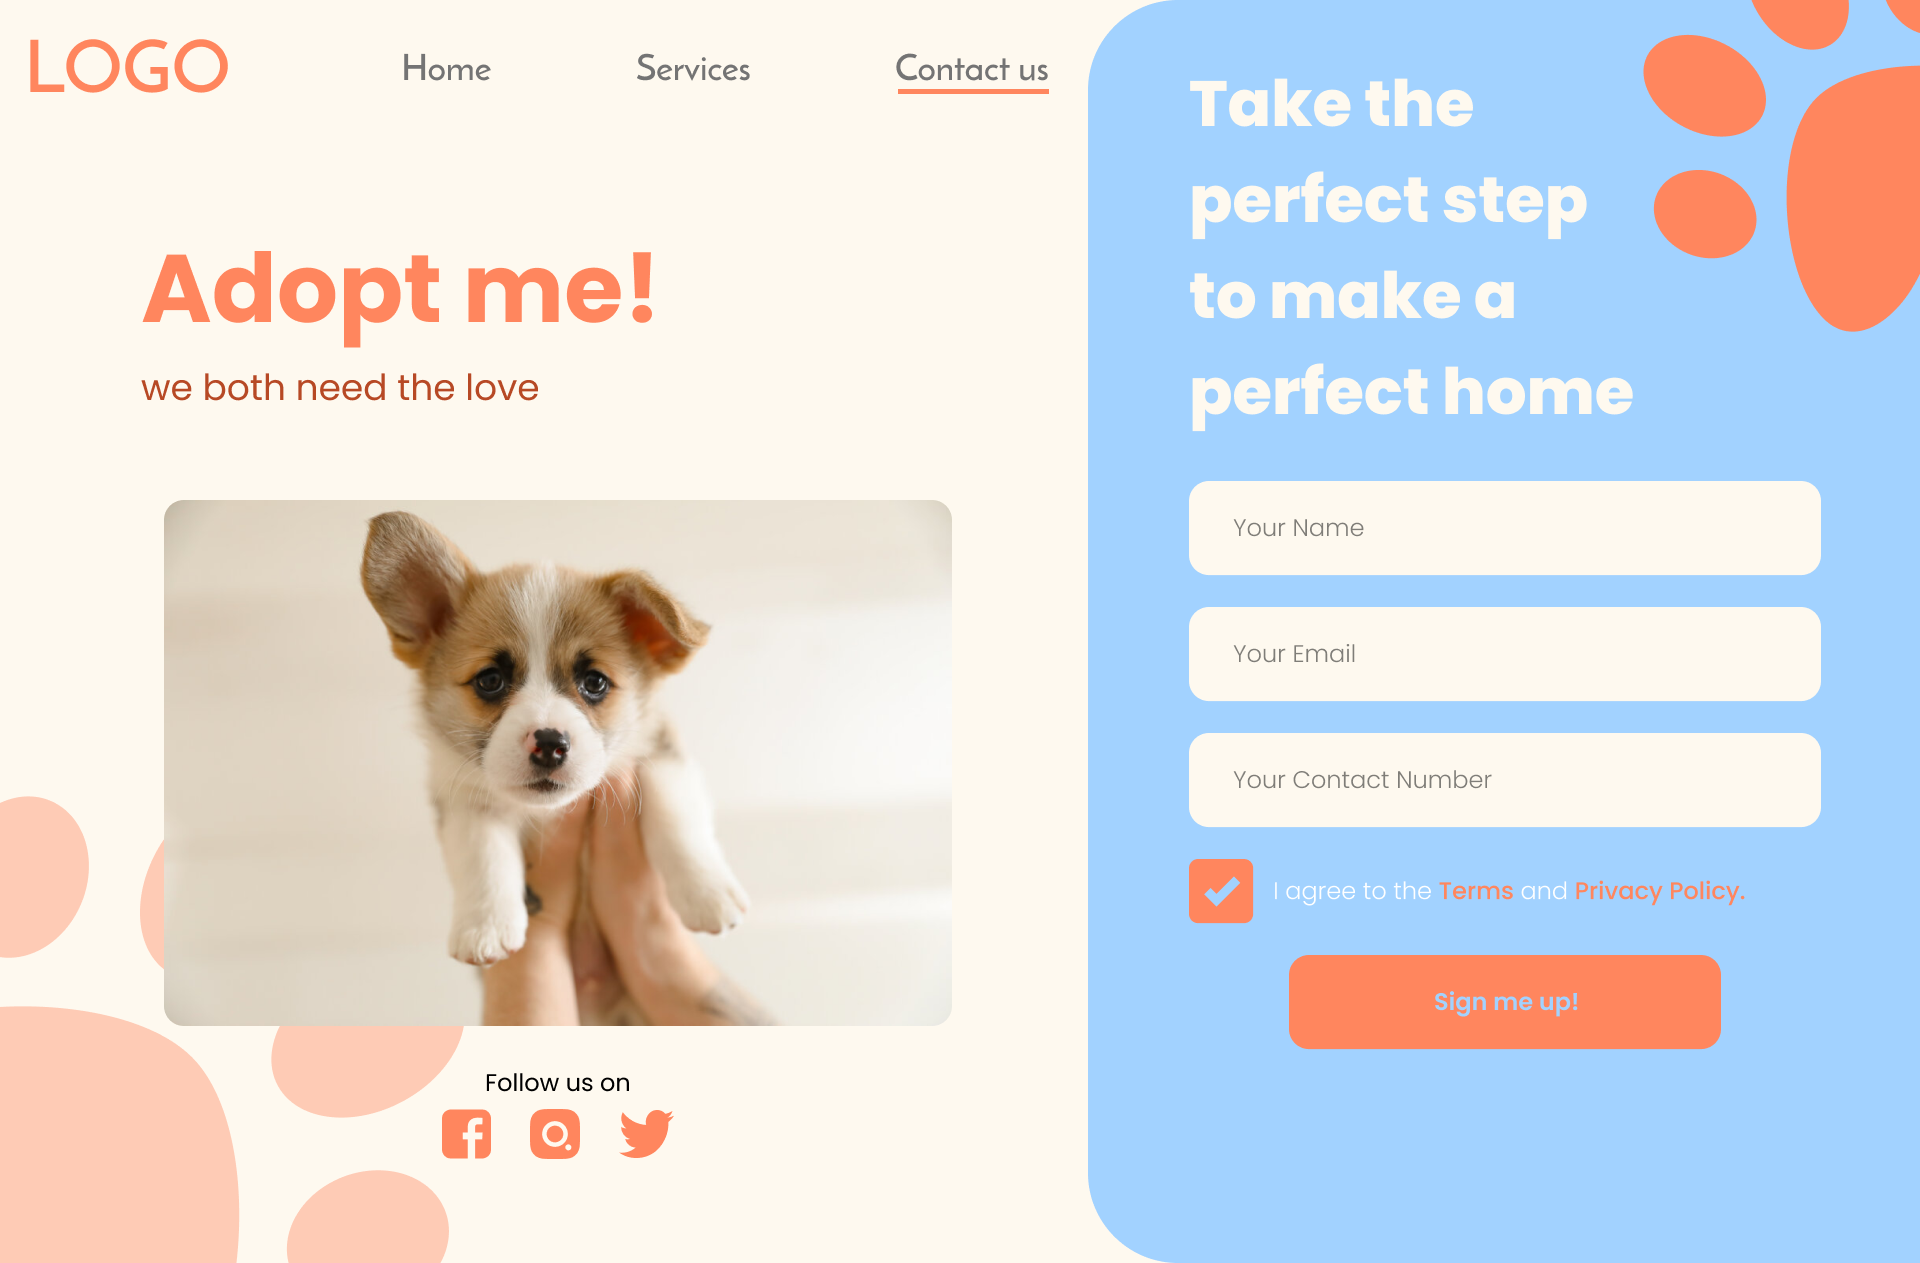 LOGO
Home
Services
Contact us
Adopt me!
we both need the love
Follow us on
Take the
perfect step
to make a
perfect home
Your Name
Your Email
Your Contact Number
I agree to the Terms and Privacy Policy.
Sign me up!